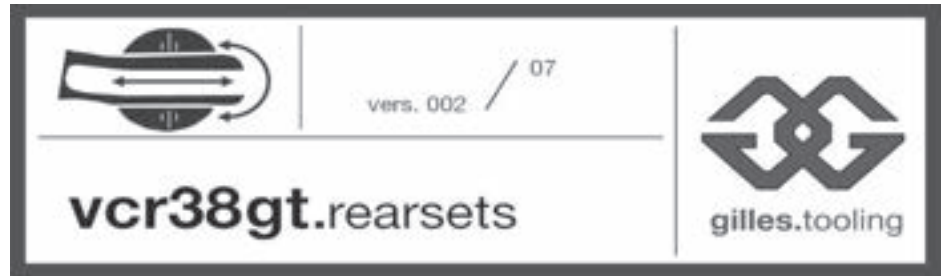 vers. 002 / 07
vcr38gt.rearsets
gilles.tooling